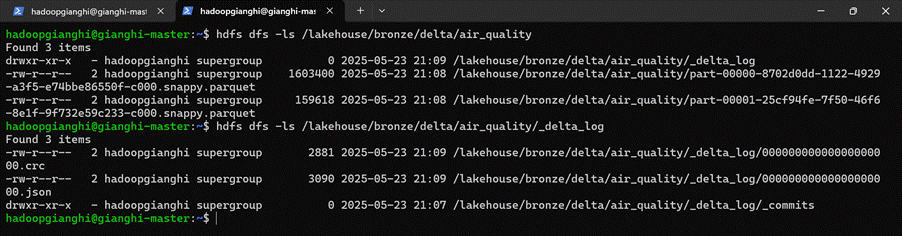 hadoopgianghi@gianghi-mast
hadoopgianghi@gianghi-mas
hadoopgianghi@gianghi-master:~$ hdfs dfs -ls /lakehouse/bronze/delta/air_quality
Found 3 items
drwxr-xr-x   - hadoopgianghi supergroup          0 2025-05-23 21:09 /lakehouse/bronze/delta/air_quality/_delta_log
-rw-r--r--   2 hadoopgianghi supergroup    1603400 2025-05-23 21:08 /lakehouse/bronze/delta/air_quality/part-00000-8702d0dd-1122-4929
-a3f5-e74bbe86550f-c000.snappy.parquet
-rw-r--r--   2 hadoopgianghi supergroup     159618 2025-05-23 21:08 /lakehouse/bronze/delta/air_quality/part-00001-25cf94fe-7f50-46f6
-8e1f-9f732e59c233-c000.snappy.parquet
hadoopgianghi@gianghi-master:~$ hdfs dfs -ls /lakehouse/bronze/delta/air_quality/_delta_log
Found 3 items
-rw-r--r--   2 hadoopgianghi supergroup       2881 2025-05-23 21:09 /lakehouse/bronze/delta/air_quality/_delta_log/000000000000000000
00.crc
-rw-r--r--   2 hadoopgianghi supergroup       3090 2025-05-23 21:09 /lakehouse/bronze/delta/air_quality/_delta_log/000000000000000000
00.json
drwxr-xr-x   - hadoopgianghi supergroup          0 2025-05-23 21:07 /lakehouse/bronze/delta/air_quality/_delta_log/_commits
hadoopgianghi@gianghi-master:~$